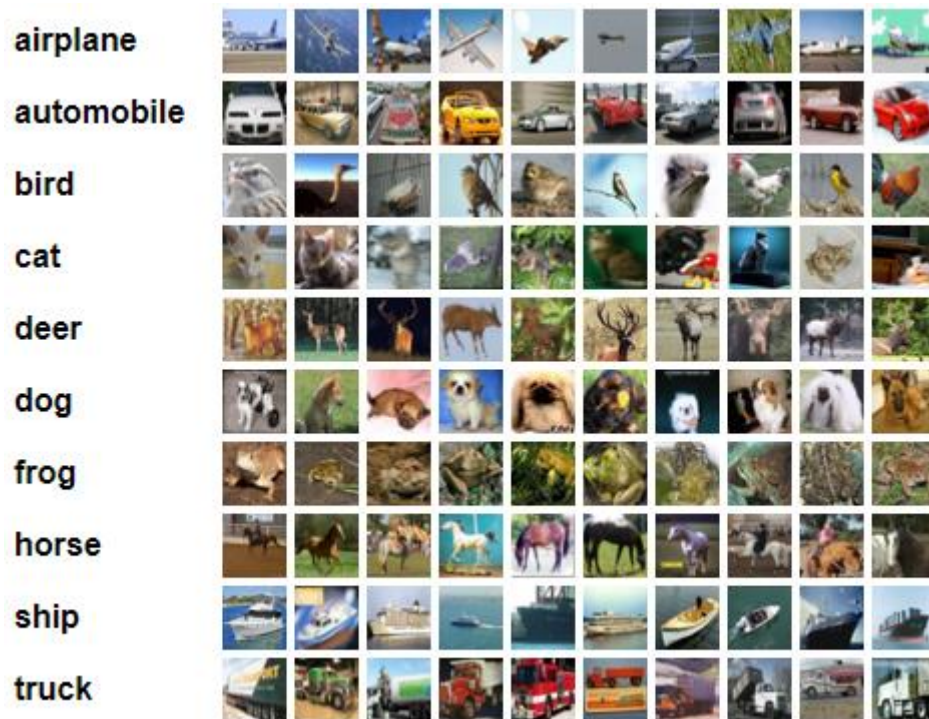 airplane
automobile
bird
cat
deer
dog
frog
horse
ship
truck